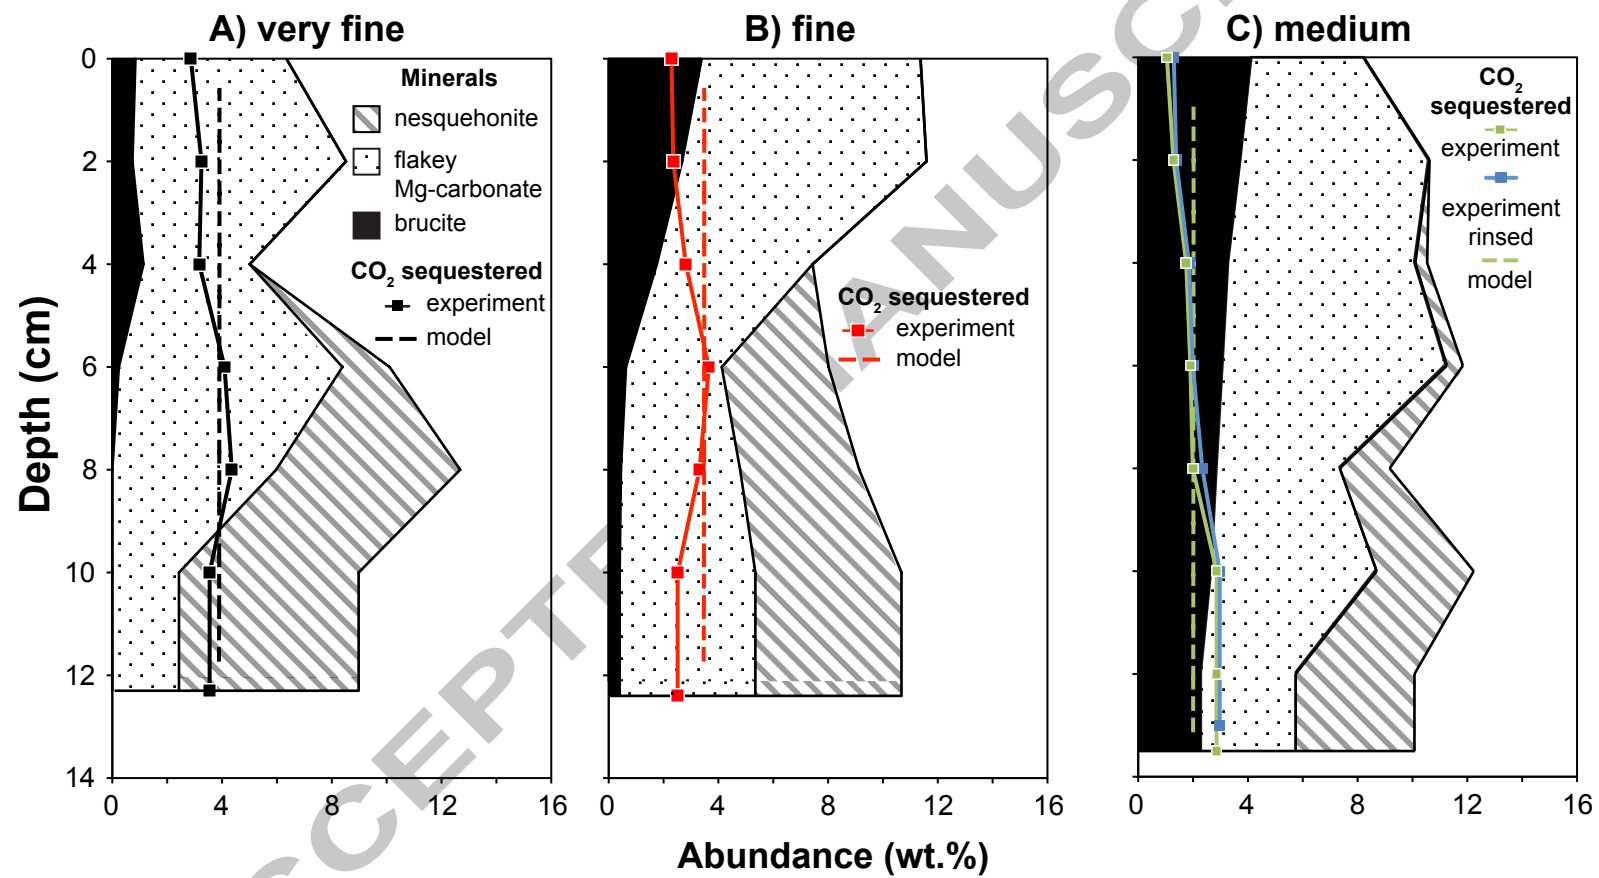 A) very fine
B) fine
C) medium
Minerals
nesquehonite
flakey
Mg-carbonate
brucite
CO2 sequestered
experiment
model
CO2 sequestered
experiment
model
CO2
sequestered
experiment
experiment
rinsed
model
Depth (cm)
0
2
4
6
8
10
12
14
0 4 8 12 16
0 4 8 12 16
0 4 8 12 16
Abundance (wt.%)